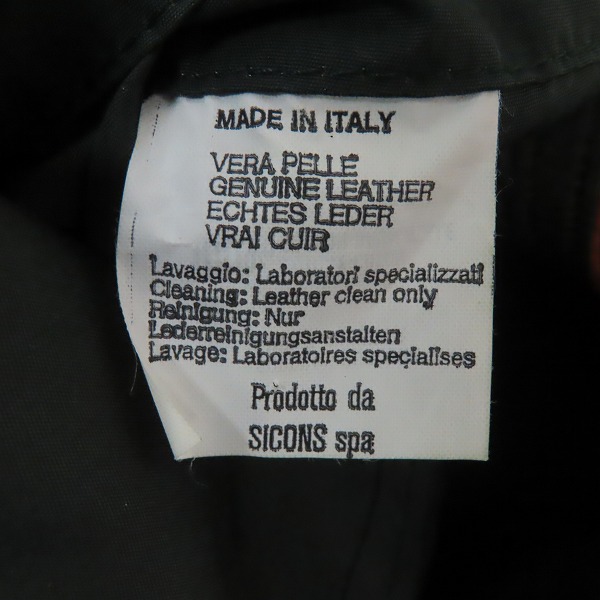 MADE IN ITALY
VERA PELLE
GENUINE LEATHER
ECHTES LEDER
VRAI CUIR
Lavaggio: Laboratori specializzati
Cleaning: Leather clean only
Reinigung: Nur
Lederreinigungsanstalten
Lavage: Laboratoires specialises
Prodotto da
SICONS spa